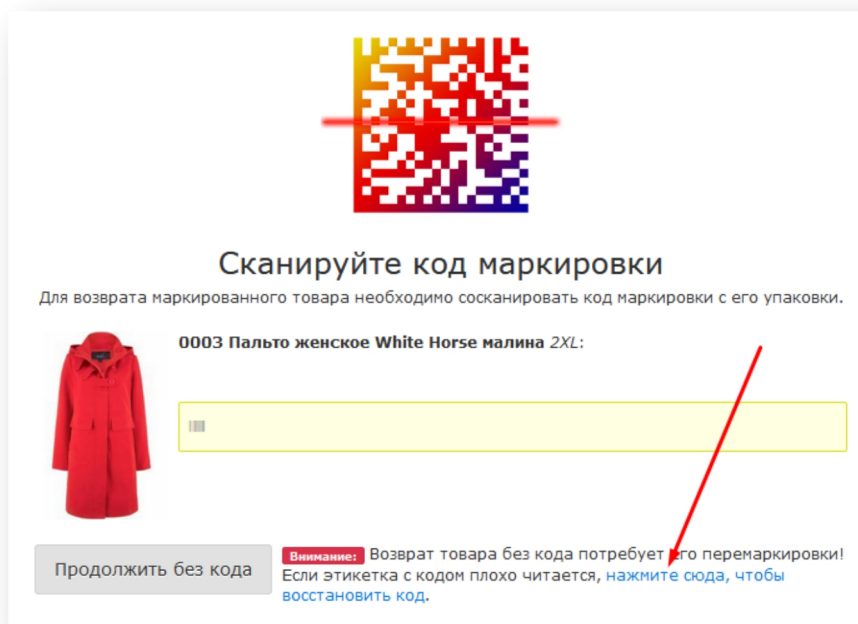 Сканируйте код маркировки
Для возврата маркированного товара необходимо сосканировать код маркировки с его упаковки.
0003 Пальто женское White Horse малина 2XL:
Продолжить без кода
Внимание: Возврат товара без кода потребует его перемаркировки!
Если этикетка с кодом плохо читается, нажмите сюда, чтобы
восстановить код.